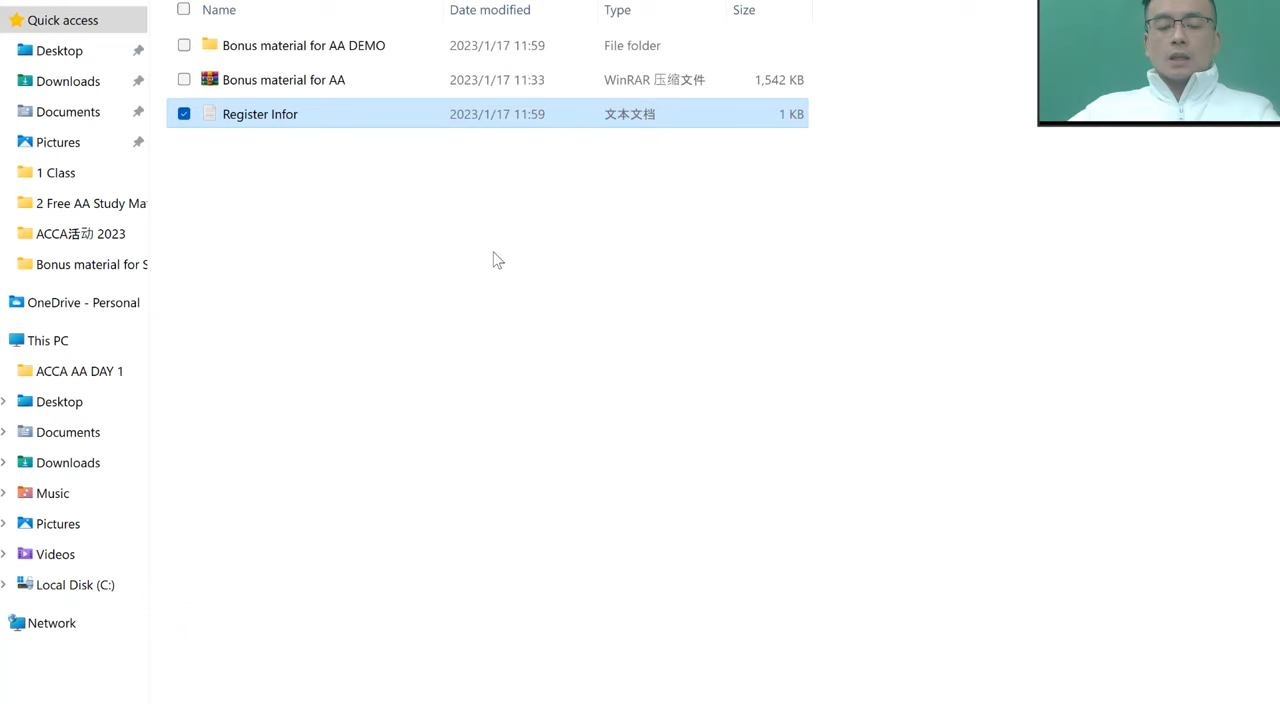 Quick access
Desktop
Downloads
Documents
Pictures
1 Class
2 Free AA Study Ma
ACCA活动 2023
Bonus material for S
OneDrive - Personal
This PC
ACCA AA DAY 1
Desktop
Documents
Downloads
Music
Pictures
Videos
Local Disk (C:)
Network
Name Date modified Type Size
Bonus material for AA DEMO 2023/1/17 11:59 File folder
Bonus material for AA 2023/1/17 11:33 WinRAR 压缩文件 1,542 KB
Register Infor 2023/1/17 11:59 文本文档 1 KB